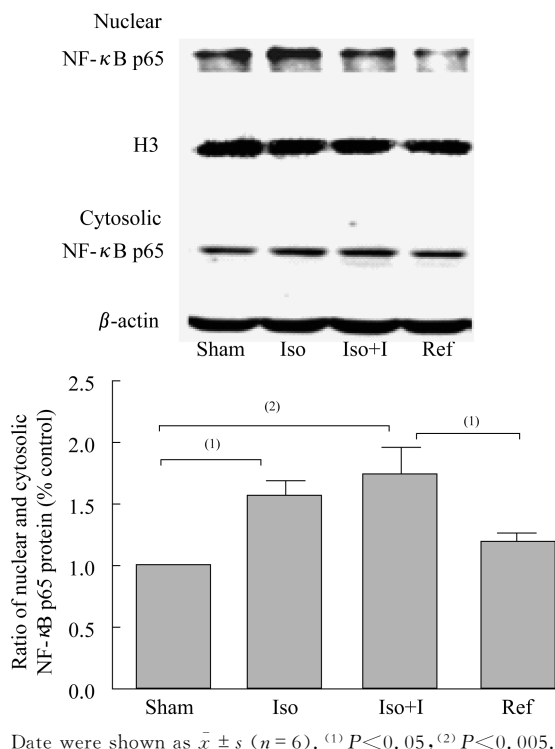 Nuclear
NF-κB p65
H3
Cytosolic
NF-κB p65
β-actin
Sham Iso Iso+I Ref
Ratio of nuclear and cytosolic
NF-κB p65 protein (% control)
2.5
2.0
1.5
1.0
0.5
0.0
(2)
(1)
(1)
Sham Iso Iso+I Ref
Date were shown as x̄ ± s (n = 6). ⁽¹⁾ P<0.05, ⁽²⁾ P<0.005.